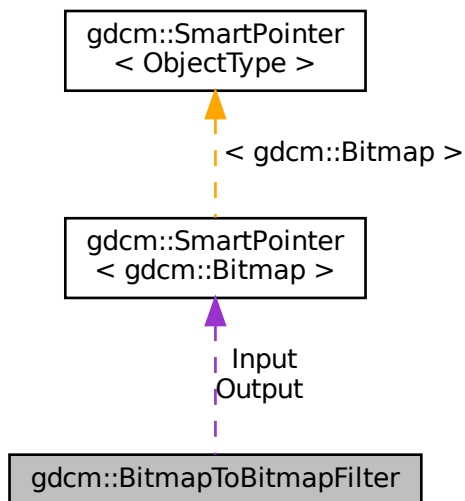 gdcm::SmartPointer
< ObjectType >
< gdcm::Bitmap >
gdcm::SmartPointer
< gdcm::Bitmap >
Input
Output
gdcm::BitmapToBitmapFilter